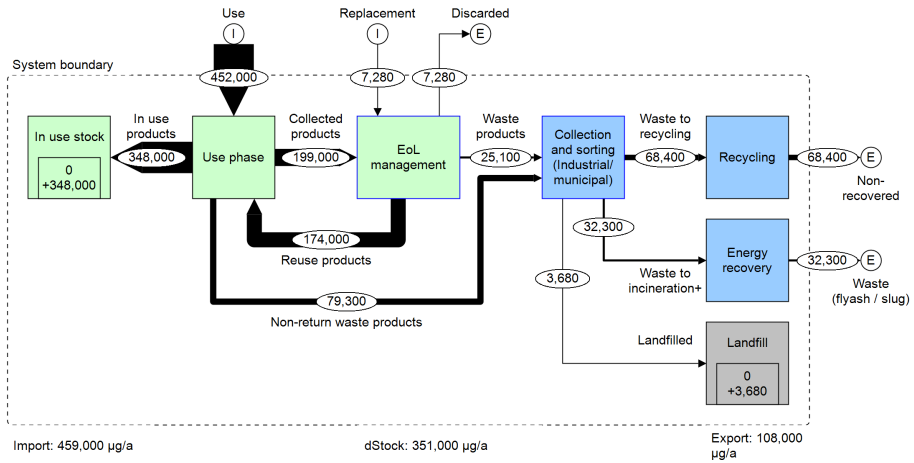 Use
I
Replacement
I
Discarded
E
System boundary
452,000
7,280
7,280
In use stock
0
+348,000
In use
products
348,000
Use phase
Collected
products
199,000
EoL
management
Waste
products
25,100
Collection
and sorting
(Industrial/
municipal)
Waste to
recycling
68,400
Recycling
68,400
E
Non-
recovered
174,000
Reuse products
79,300
Non-return waste products
32,300
3,680
Waste to
incineration+
Energy
recovery
32,300
E
Waste
(flyash / slug)
Landfilled
Landfill
0
+3,680
Import: 459,000 µg/a
dStock: 351,000 µg/a
Export: 108,000
µg/a